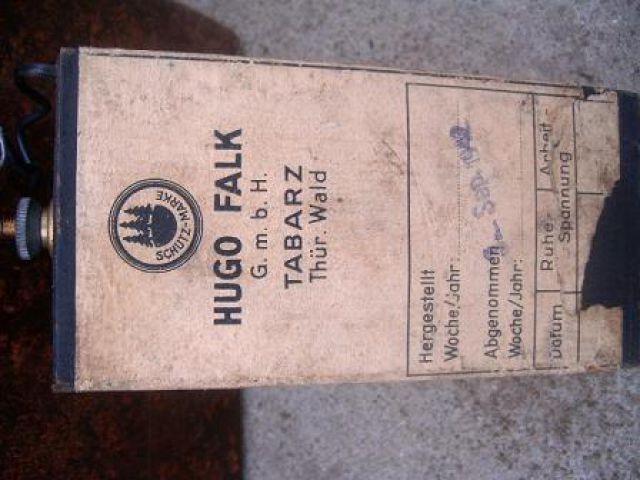 SCHUTZ-MARKE
HUGO FALK
G. m. b. H.
TABARZ
Thür. Wald
Hergestellt
Woche/Jahr:
Abgenommen
Woche/Jahr:
Datum
Ruhe-
Arbeit-
Spannung